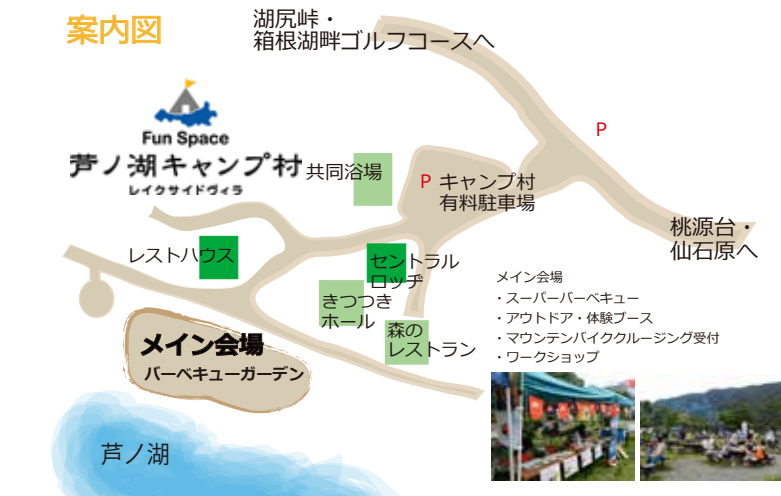 案内図
湖尻峠・
箱根湖畔ゴルフコースへ
Fun Space
芦ノ湖キャンプ村
レイクサイドヴィラ
共同浴場
P
P キャンプ村
有料駐車場
桃源台・
仙石原へ
レストハウス
セントラル
ロッヂ
きつつき
ホール
森の
レストラン
メイン会場
バーベキューガーデン
芦ノ湖
メイン会場
・スーパーバーベキュー
・アウトドア・体験ブース
・マウンテンバイククルージング受付
・ワークショップ